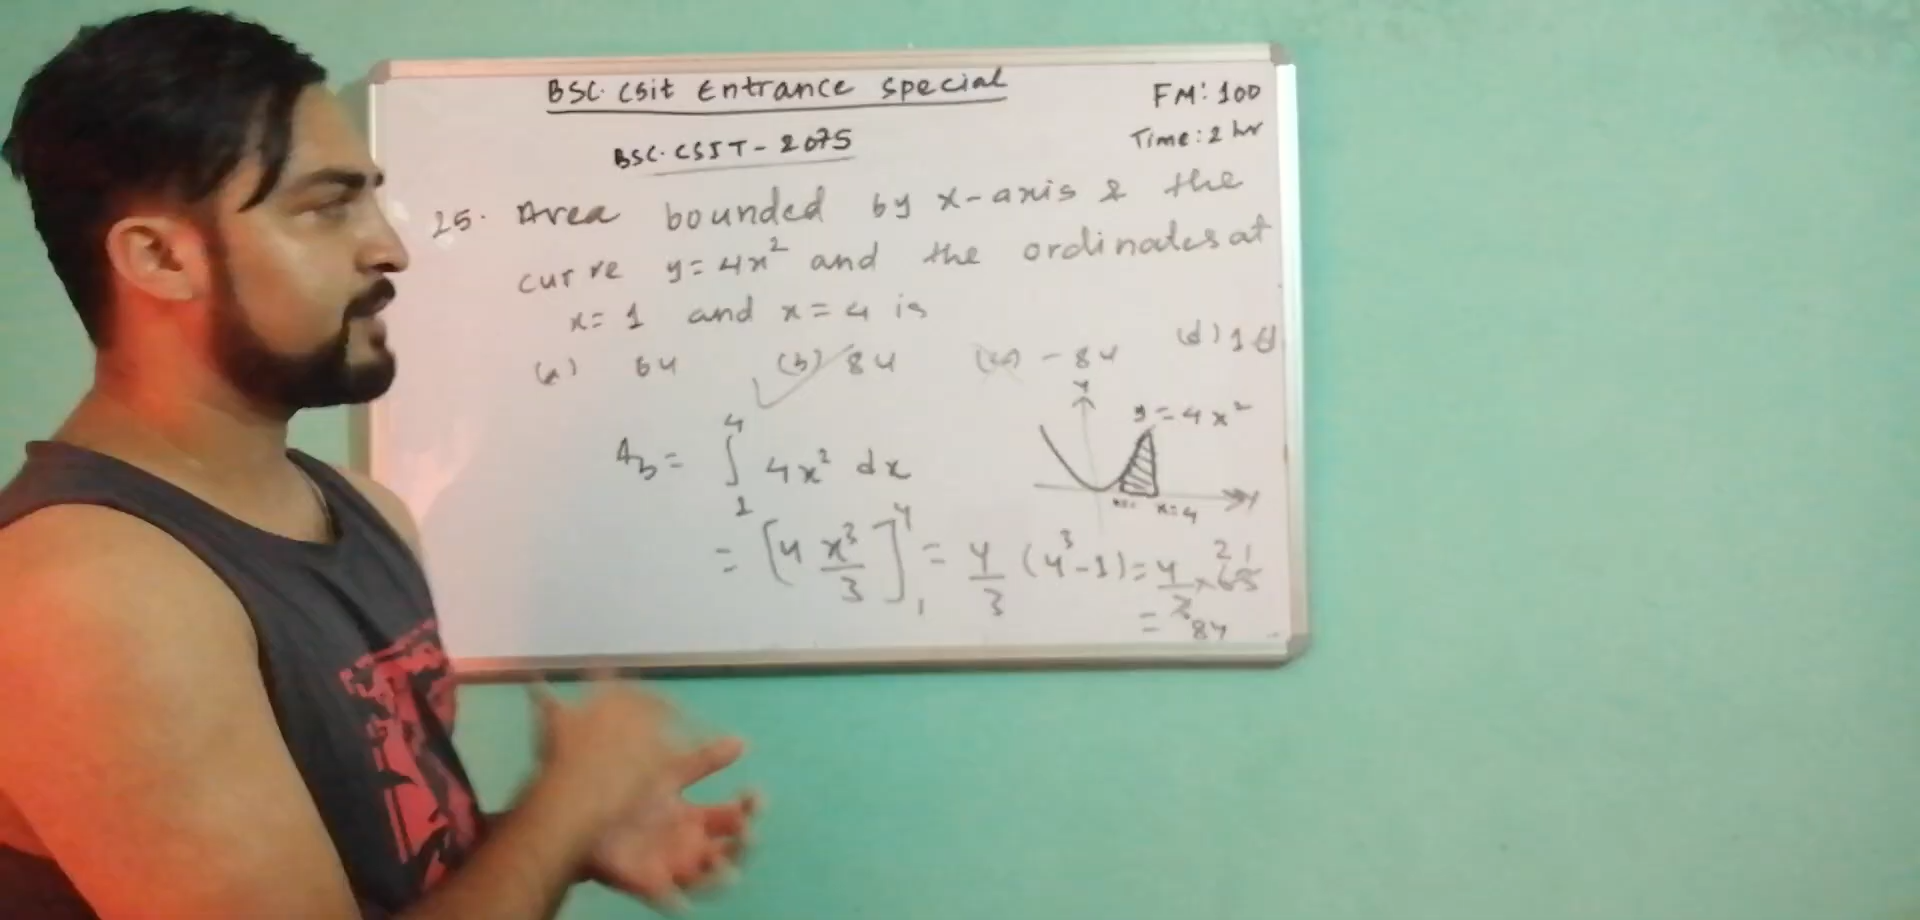 BSC. CSit Entrance Special
FM: 100
BSC. CSIT - 2075
Time: 2 hr
25. Area bounded by x-axis & the
curve y = 4x² and the ordinates at
x = 1 and x = 4 is
(a) 64 (b) 84 (c) - 84 (d)
y = 4x²
x=4
= ∫₁⁴ 4x² dx
= [4 x³/3]₁⁴ = 4/3 (4³-1) = 4/3 × 63 21
= 84